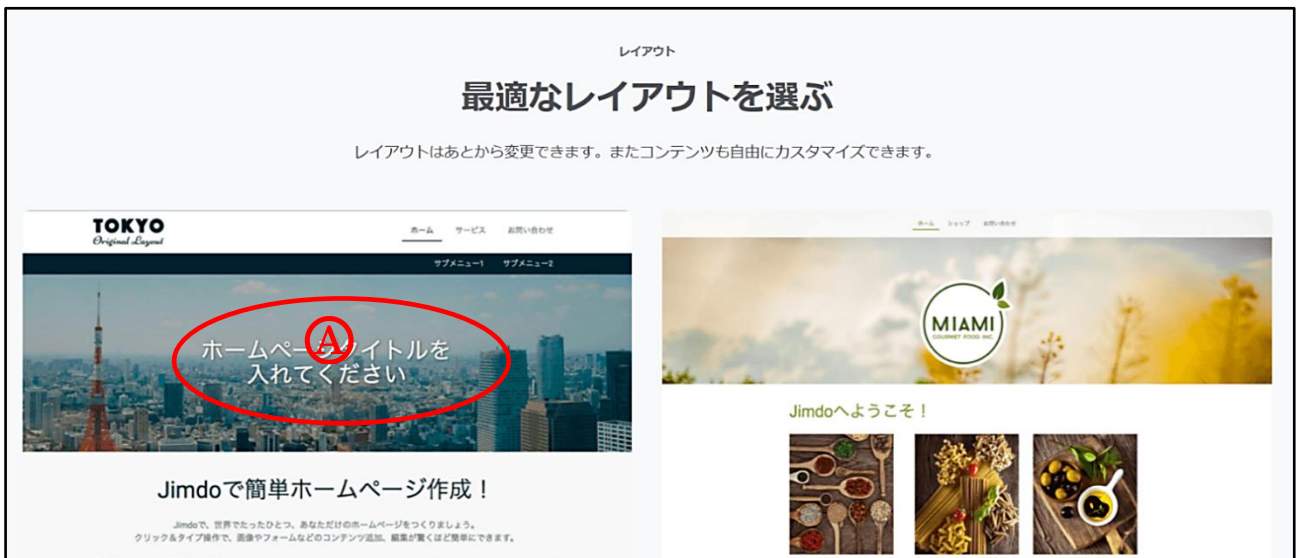 レイアウト
最適なレイアウトを選ぶ
レイアウトはあとから変更できます。またコンテンツも自由にカスタマイズできます。
TOKYO
Original Layout
ホーム サービス お問い合わせ
サブメニュー1 サブメニュー2
A
ホームページタイトルを
入れてください
Jimdoで簡単ホームページ作成！
Jimdoで、世界でたったひとつ、あなただけのホームページをつくりましょう。
クリック&タイプ操作で、画像やフォームなどのコンテンツ追加、編集が驚くほど簡単にできます。
ホーム ショップ お問い合わせ
MIAMI
GOURMET FOOD INC.
Jimdoへようこそ！